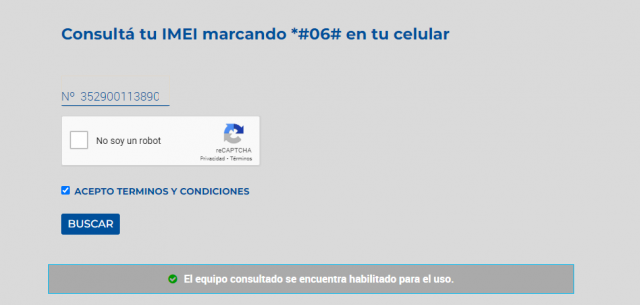 Consultá tu IMEI marcando *#06# en tu celular
Nº 352900113890
No soy un robot
reCAPTCHA
Privacidad - Términos
ACEPTO TERMINOS Y CONDICIONES
BUSCAR
El equipo consultado se encuentra habilitado para el uso.